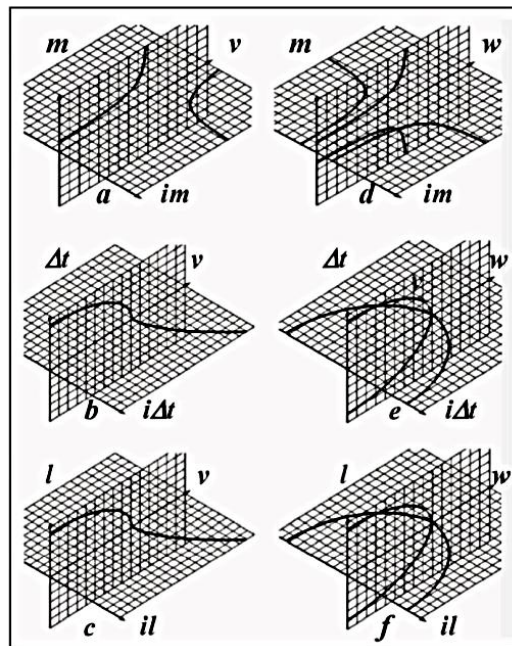 m v m w
a im d im
Δt v Δt w
v
b iΔt e iΔt
l v l w
c il f il